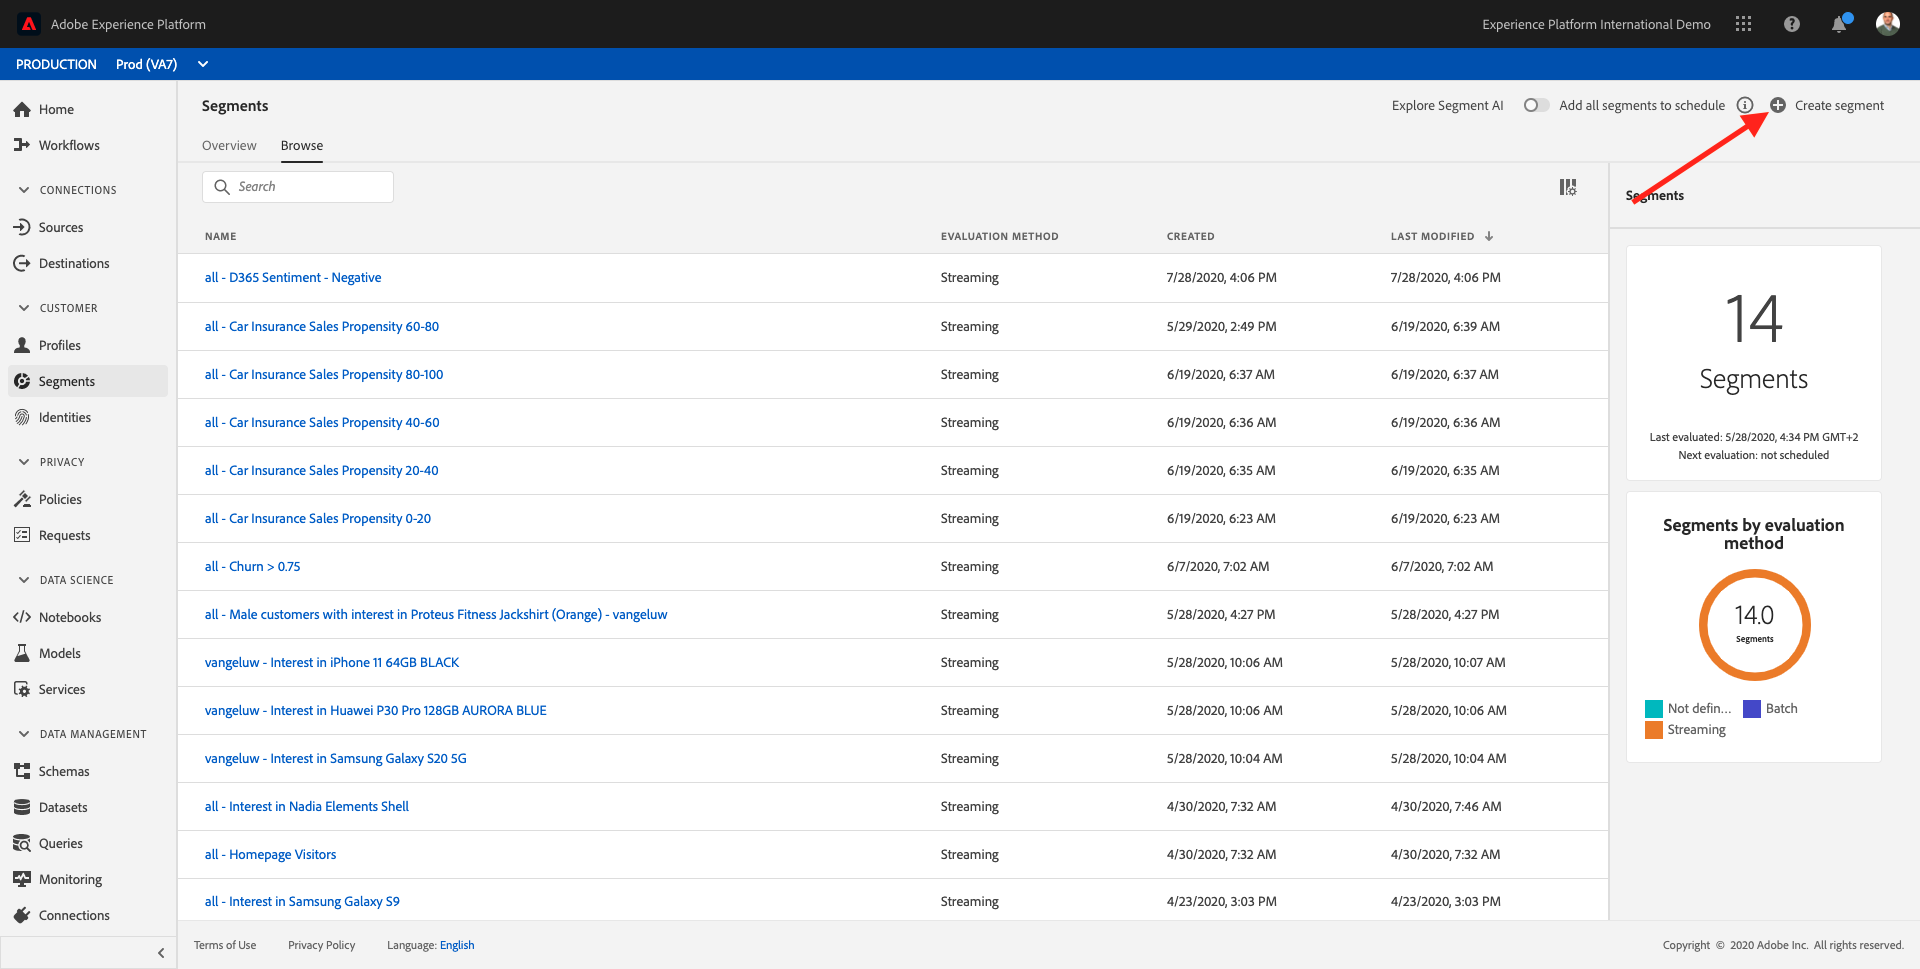 Adobe Experience Platform
Experience Platform International Demo
PRODUCTION Prod (VA7)
Home
Workflows
CONNECTIONS
Sources
Destinations
CUSTOMER
Profiles
Segments
Identities
PRIVACY
Policies
Requests
DATA SCIENCE
Notebooks
Models
Services
DATA MANAGEMENT
Schemas
Datasets
Queries
Monitoring
Connections
Segments
Explore Segment AI Add all segments to schedule Create segment
Overview Browse
Search
NAME EVALUATION METHOD CREATED LAST MODIFIED
all - D365 Sentiment - Negative Streaming 7/28/2020, 4:06 PM 7/28/2020, 4:06 PM
all - Car Insurance Sales Propensity 60-80 Streaming 5/29/2020, 2:49 PM 6/19/2020, 6:39 AM
all - Car Insurance Sales Propensity 80-100 Streaming 6/19/2020, 6:37 AM 6/19/2020, 6:37 AM
all - Car Insurance Sales Propensity 40-60 Streaming 6/19/2020, 6:36 AM 6/19/2020, 6:36 AM
all - Car Insurance Sales Propensity 20-40 Streaming 6/19/2020, 6:35 AM 6/19/2020, 6:35 AM
all - Car Insurance Sales Propensity 0-20 Streaming 6/19/2020, 6:23 AM 6/19/2020, 6:23 AM
all - Churn > 0.75 Streaming 6/7/2020, 7:02 AM 6/7/2020, 7:02 AM
all - Male customers with interest in Proteus Fitness Jackshirt (Orange) - vangeluw Streaming 5/28/2020, 4:27 PM 5/28/2020, 4:27 PM
vangeluw - Interest in iPhone 11 64GB BLACK Streaming 5/28/2020, 10:06 AM 5/28/2020, 10:07 AM
vangeluw - Interest in Huawei P30 Pro 128GB AURORA BLUE Streaming 5/28/2020, 10:06 AM 5/28/2020, 10:06 AM
vangeluw - Interest in Samsung Galaxy S20 5G Streaming 5/28/2020, 10:04 AM 5/28/2020, 10:04 AM
all - Interest in Nadia Elements Shell Streaming 4/30/2020, 7:32 AM 4/30/2020, 7:46 AM
all - Homepage Visitors Streaming 4/30/2020, 7:32 AM 4/30/2020, 7:32 AM
all - Interest in Samsung Galaxy S9 Streaming 4/23/2020, 3:03 PM 4/23/2020, 3:03 PM
Segments
14
Segments
Last evaluated: 5/28/2020, 4:34 PM GMT+2
Next evaluation: not scheduled
Segments by evaluation
method
14.0
Segments
Not defin... Batch
Streaming
Terms of Use Privacy Policy Language: English
Copyright © 2020 Adobe Inc. All rights reserved.